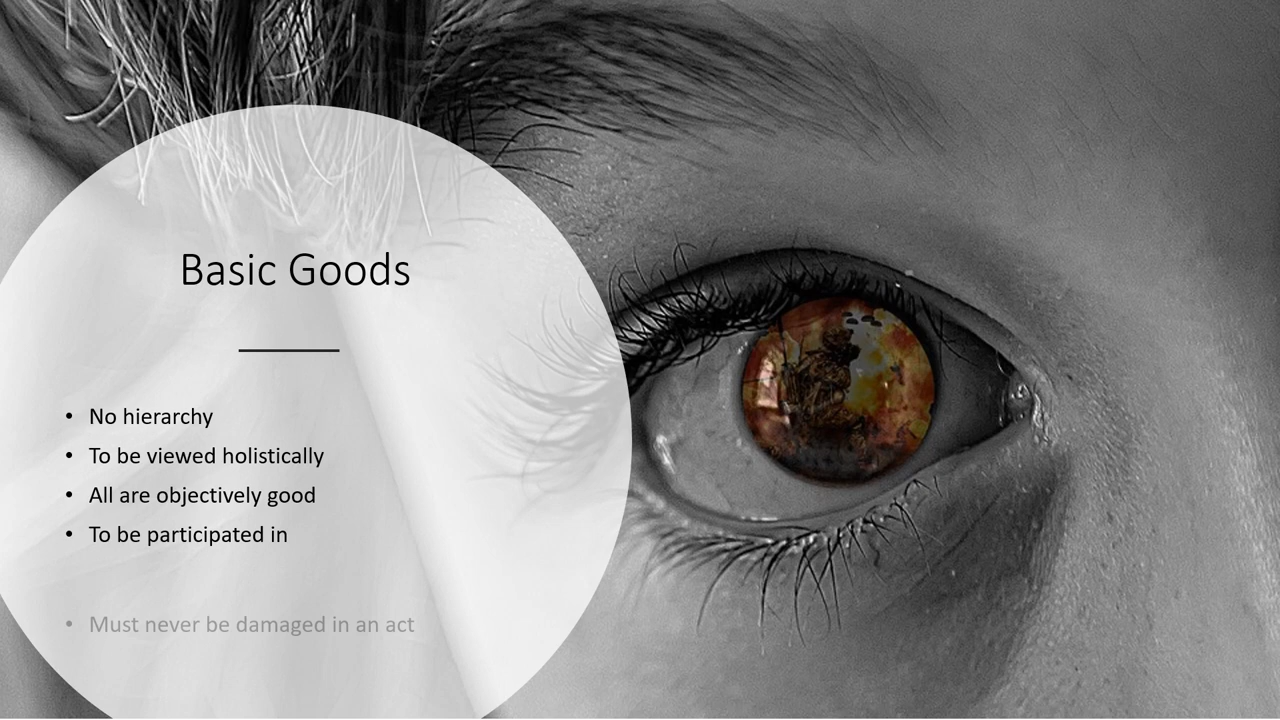 Basic Goods
• No hierarchy
• To be viewed holistically
• All are objectively good
• To be participated in
• Must never be damaged in an act